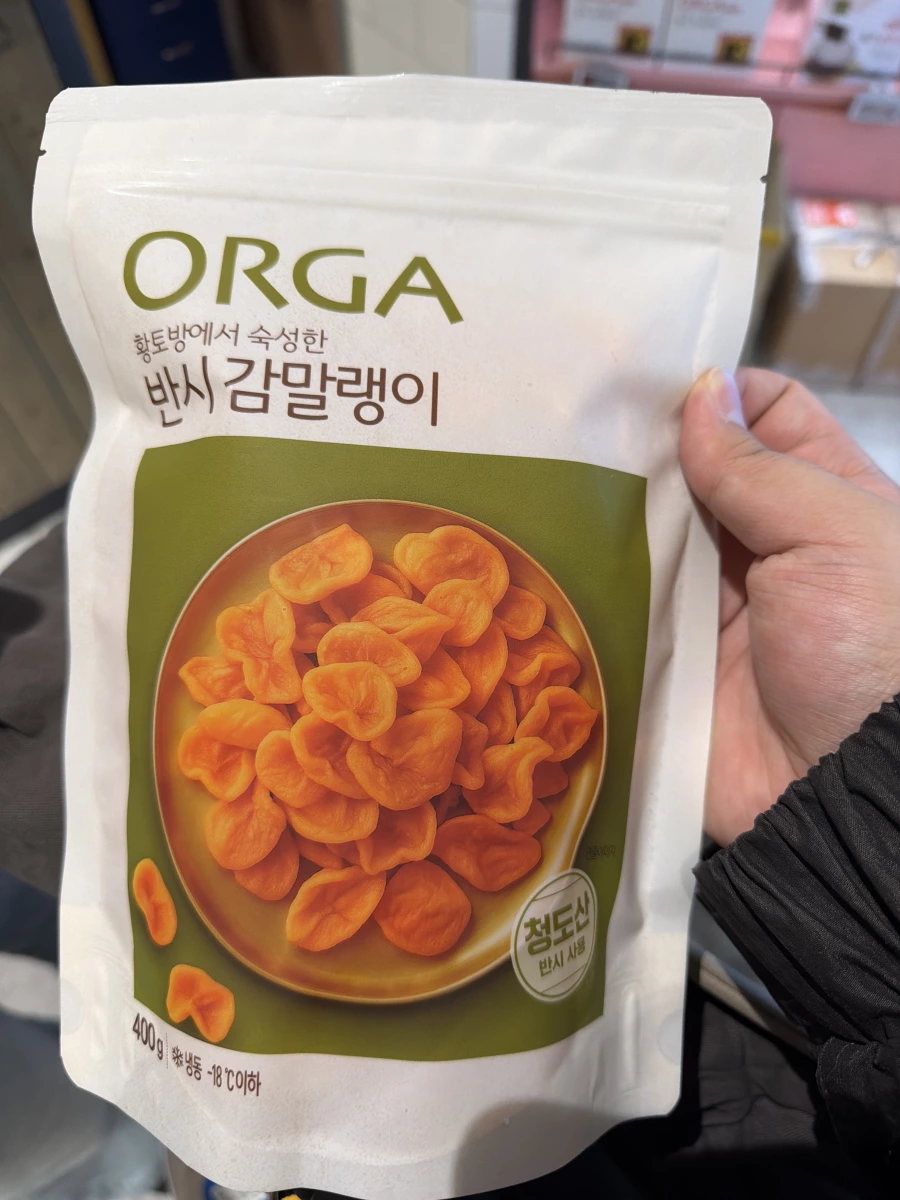 ORGA
황토방에서 숙성한
반시 감말랭이
청도산
반시 사용
400g 냉동 -18℃이하